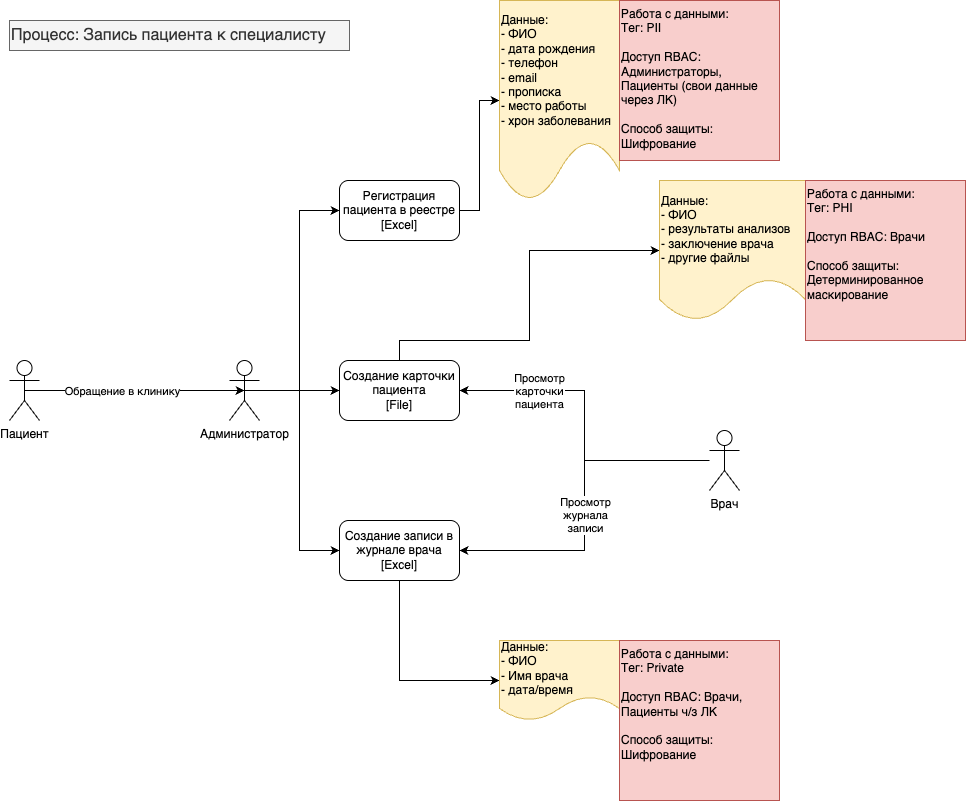 Процесс: Запись пациента к специалисту
Данные:
- ФИО
- дата рождения
- телефон
- email
- прописка
- место работы
- хрон заболевания
Работа с данными:
Тег: PII
Доступ RBAC:
Администраторы,
Пациенты (свои данные
через ЛК)
Способ защиты:
Шифрование
Регистрация
пациента в реестре
[Excel]
Данные:
- ФИО
- результаты анализов
- заключение врача
- другие файлы
Работа с данными:
Тег: PHI
Доступ RBAC: Врачи
Способ защиты:
Детерминированное
маскирование
Пациент
Обращение в клинику
Администратор
Создание карточки
пациента
[File]
Просмотр
карточки
пациента
Врач
Просмотр
журнала
записи
Создание записи в
журнале врача
[Excel]
Данные:
- ФИО
- Имя врача
- дата/время
Работа с данными:
Тег: Private
Доступ RBAC: Врачи,
Пациенты ч/з ЛК
Способ защиты:
Шифрование